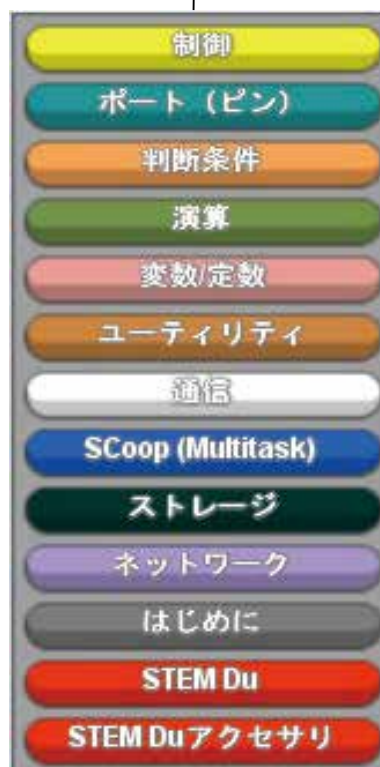 制御
ポート（ピン）
判断条件
演算
変数/定数
ユーティリティ
通信
SCoop (Multitask)
ストレージ
ネットワーク
はじめに
STEM Du
STEM Duアクセサリ